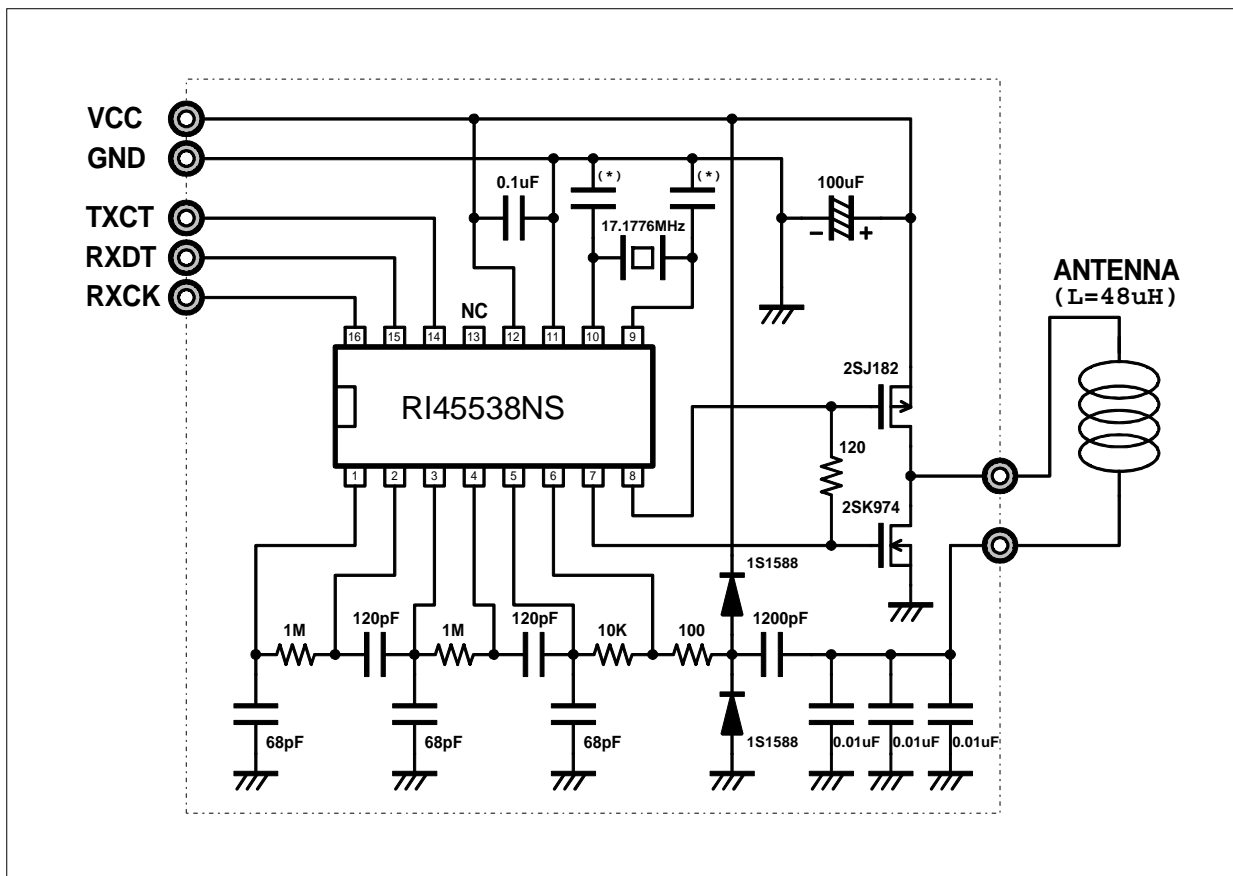 VCC
GND
TXCT
RXDT
RXCK
0.1uF
(*)
(*)
17.1776MHz
100uF
− +
ANTENNA
(L=48uH)
NC
16 15 14 13 12 11 10 9
RI45538NS
1 2 3 4 5 6 7 8
2SJ182
120
2SK974
1S1588
1M
120pF
1M
120pF
10K
100
1200pF
68pF
68pF
68pF
1S1588
0.01uF
0.01uF
0.01uF